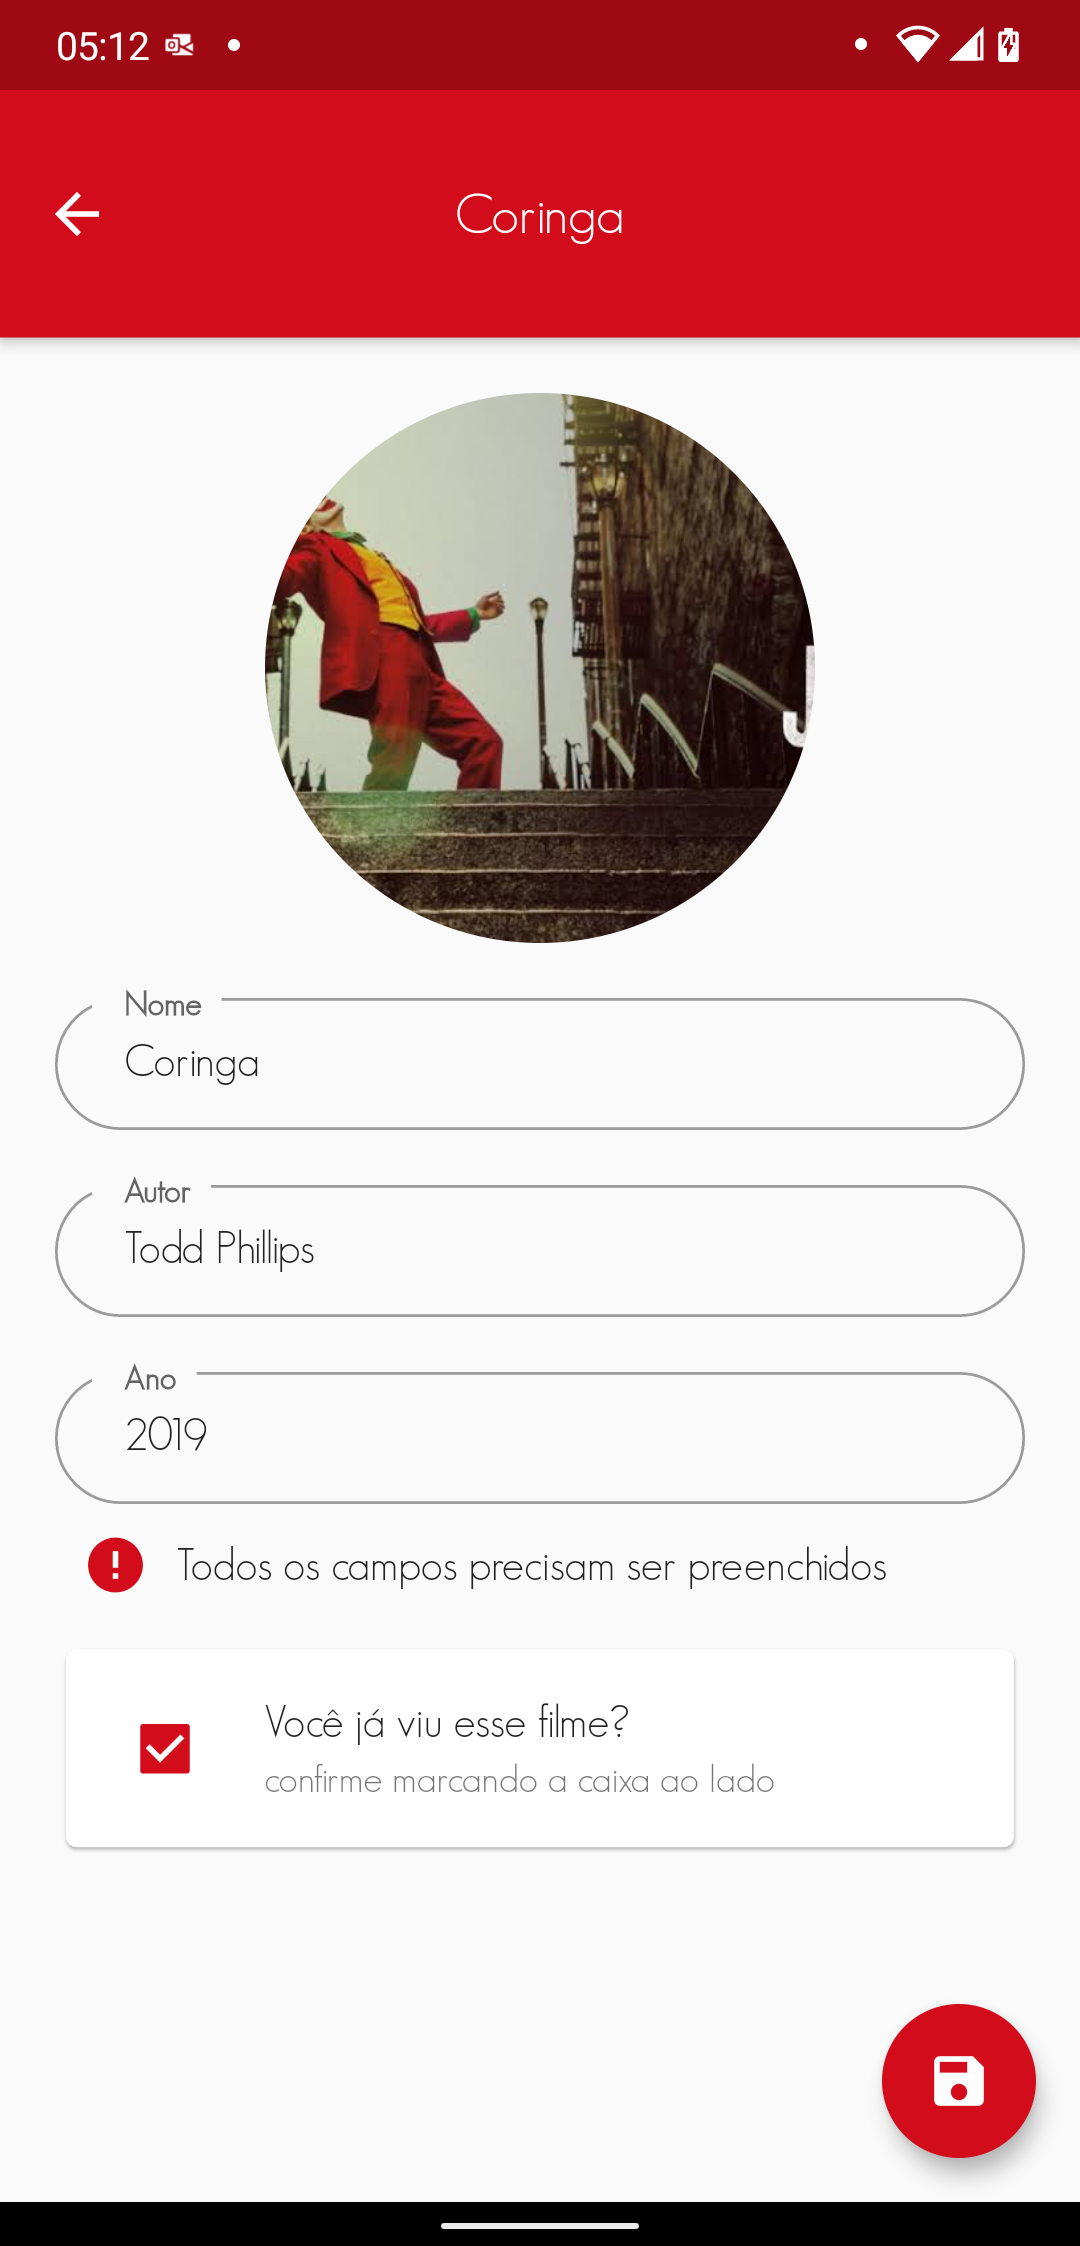 05:12
Coringa
J
Nome
Coringa
Autor
Todd Phillips
Ano
2019
Todos os campos precisam ser preenchidos
Você já viu esse filme?
confirme marcando a caixa ao lado